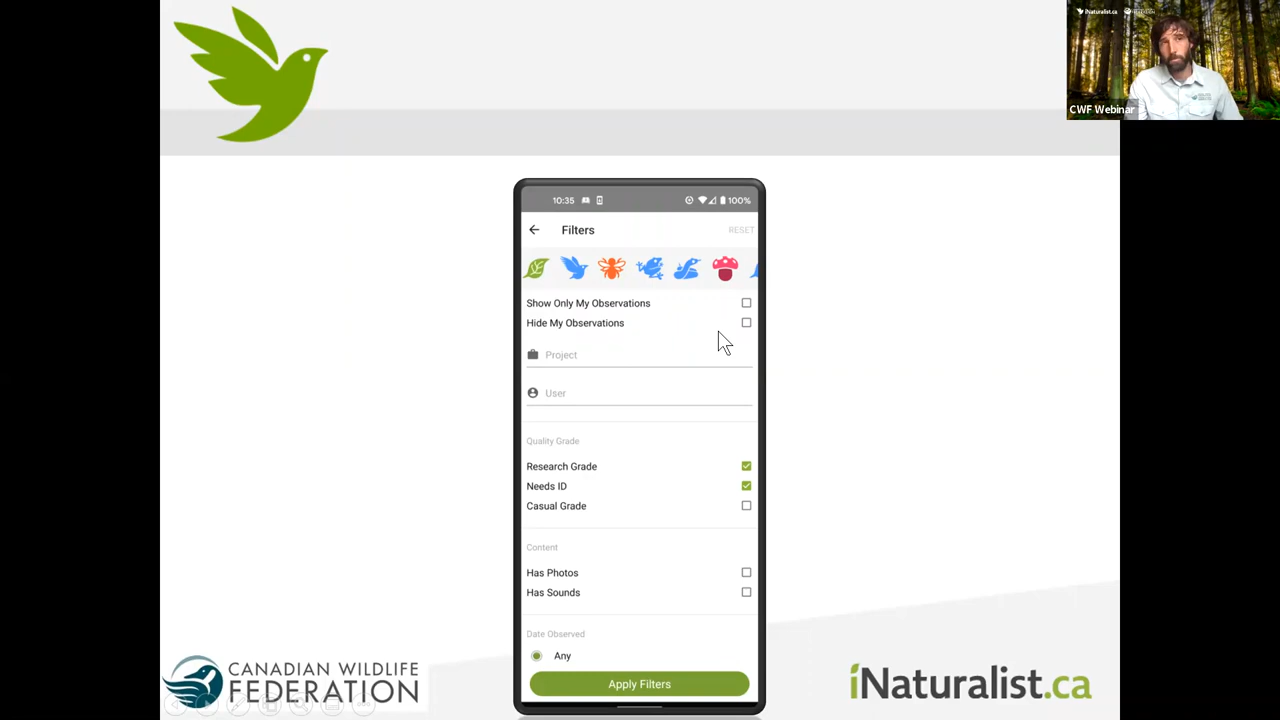 iNaturalist.ca
CWF Webinar
10:35
100%
Filters
RESET
Show Only My Observations
Hide My Observations
Project
User
Quality Grade
Research Grade
Needs ID
Casual Grade
Content
Has Photos
Has Sounds
Date Observed
Any
Apply Filters
CANADIAN WILDLIFE
FEDERATION
iNaturalist.ca